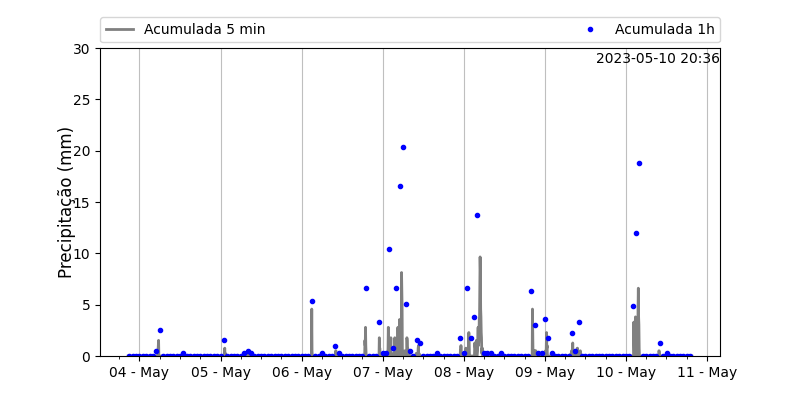 Acumulada 5 min
Acumulada 1h
30
2023-05-10 20:36
25
20
15
10
5
0
Precipitação (mm)
04 - May 05 - May 06 - May 07 - May 08 - May 09 - May 10 - May 11 - May